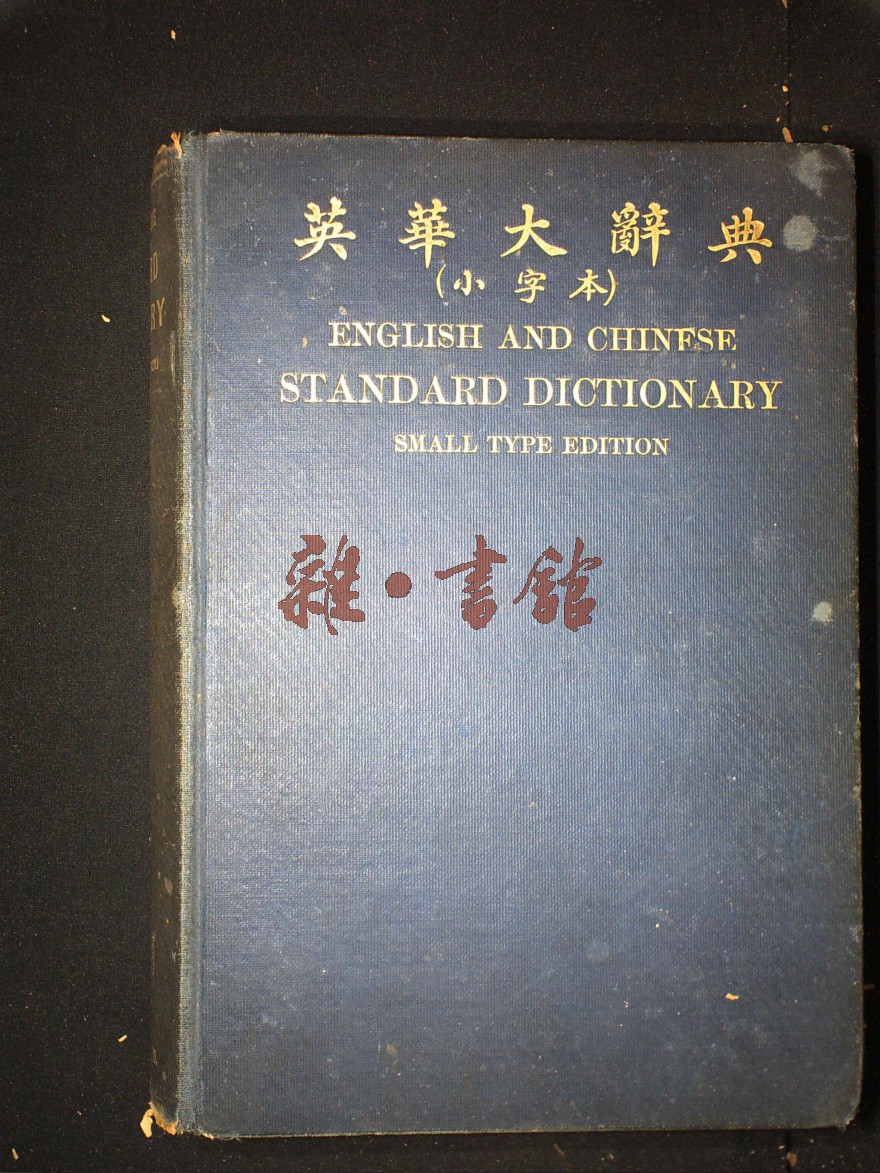 英華大辭典
(小字本)
ENGLISH AND CHINESE
STANDARD DICTIONARY
SMALL TYPE EDITION
雜·書館